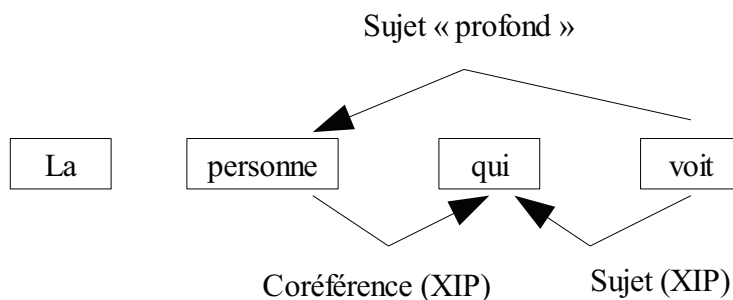 Sujet « profond »
La personne qui voit
Coréférence (XIP) Sujet (XIP)